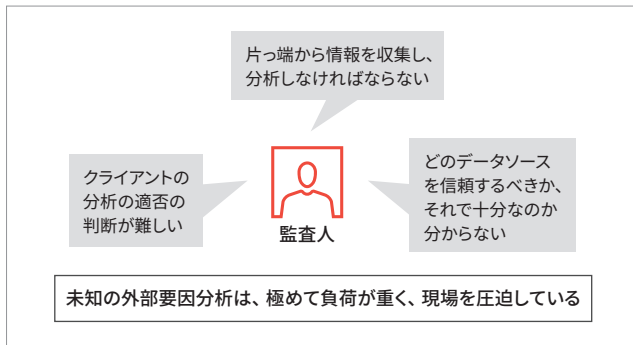 片っ端から情報を収集し、
分析しなければならない
クライアントの
分析の適否の
判断が難しい
どのデータソース
を信頼するべきか、
それで十分なのか
分からない
監査人
未知の外部要因分析は、極めて負荷が重く、現場を圧迫している